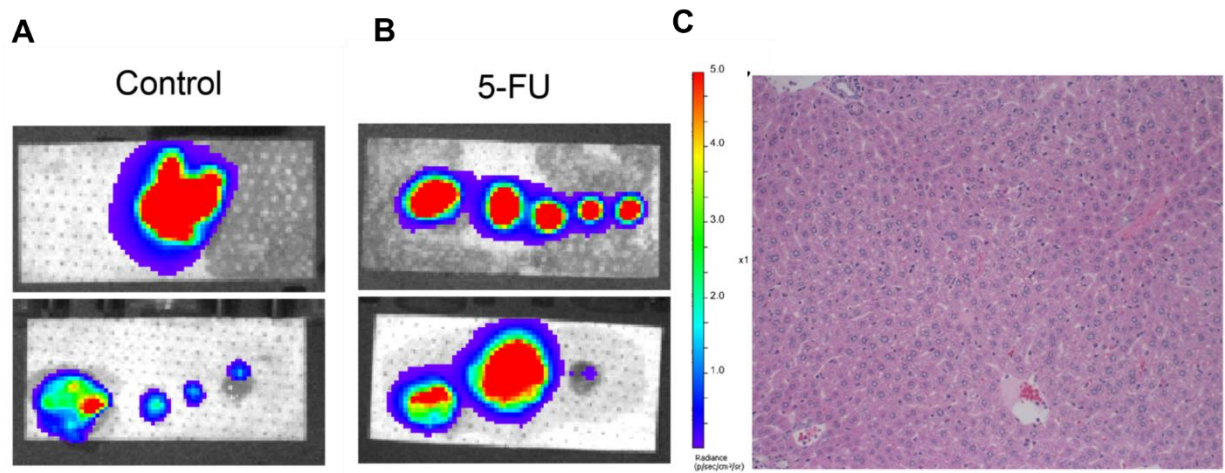 A
B
C
Control
5-FU
5.0
4.0
3.0
2.0
1.0
x1
Radiance
(p/sec/cm²/sr)